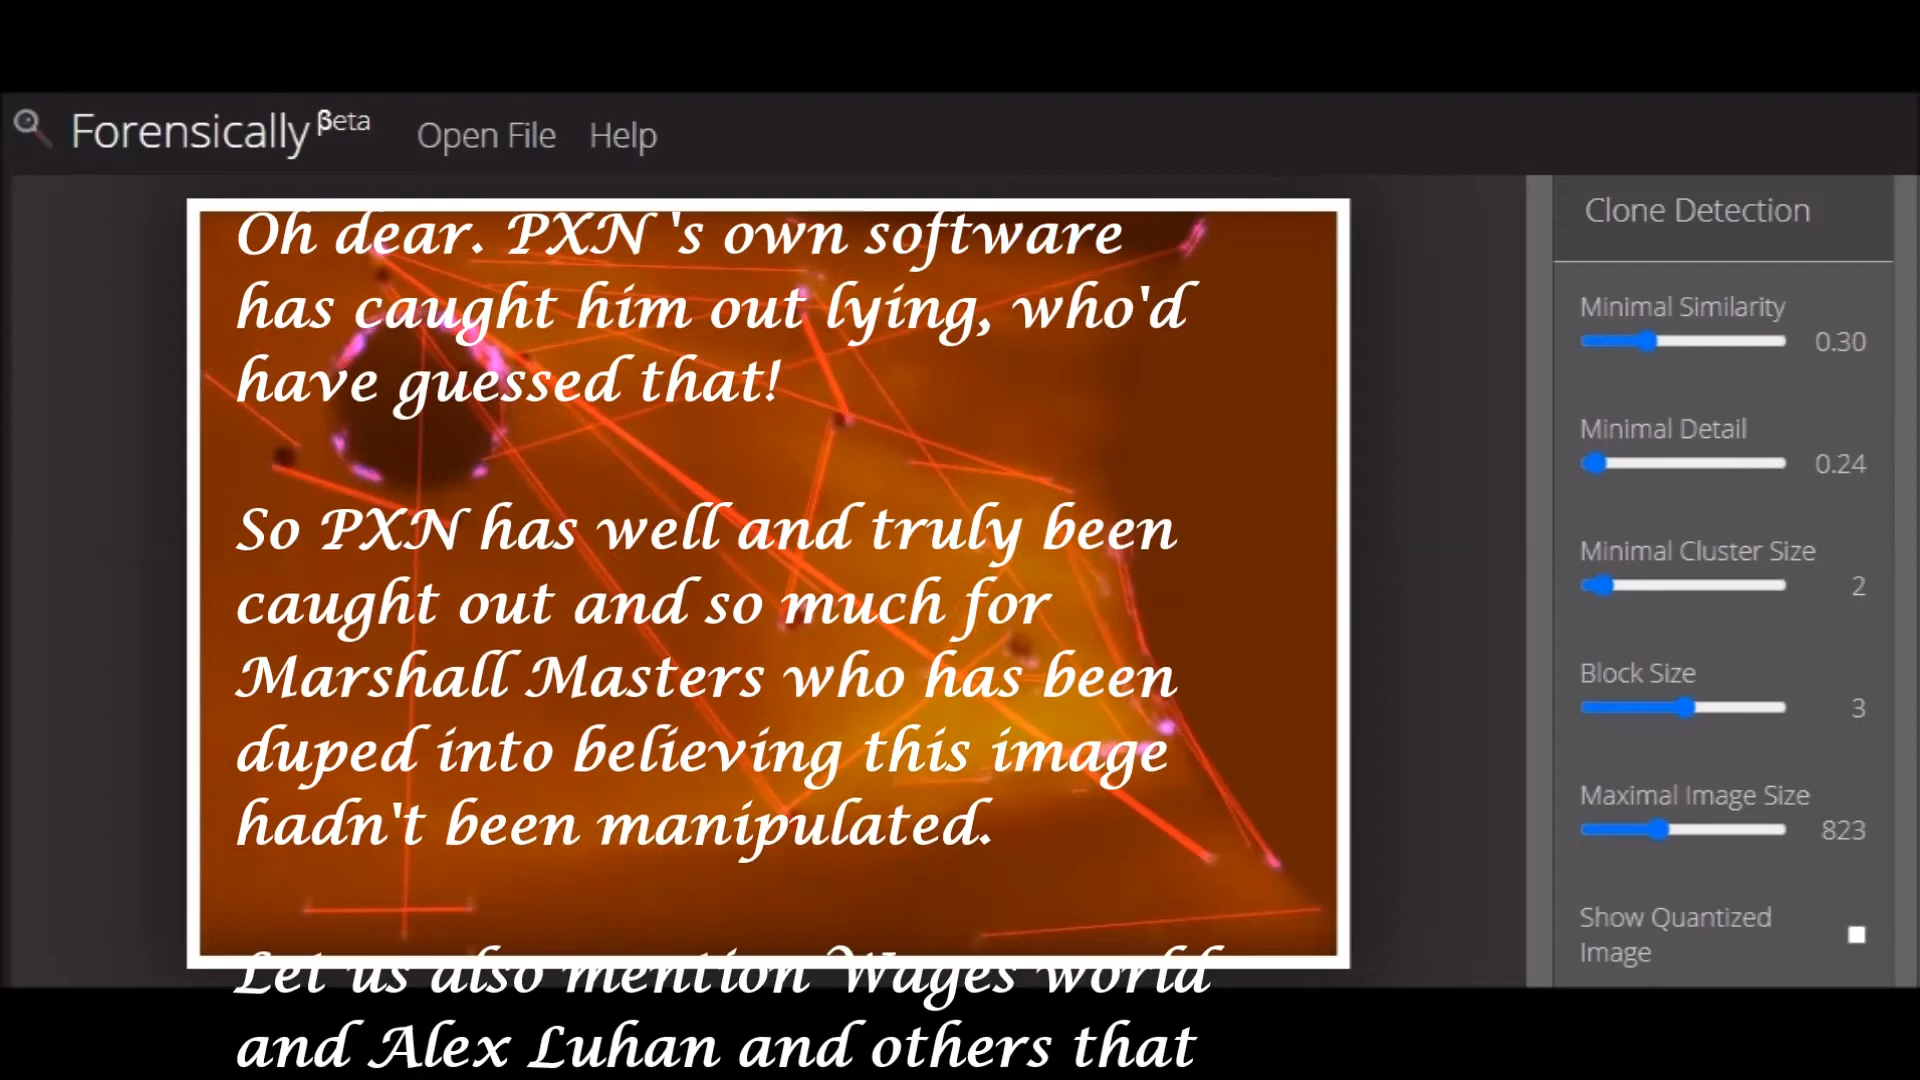 Forensically βeta Open File Help
Oh dear. PXN 's own software
has caught him out lying, who'd
have guessed that!
So PXN has well and truly been
caught out and so much for
Marshall Masters who has been
duped into believing this image
hadn't been manipulated.
Let us also mention Wages world
and Alex Luhan and others that
Clone Detection
Minimal Similarity
0.30
Minimal Detail
0.24
Minimal Cluster Size
2
Block Size
3
Maximal Image Size
823
Show Quantized
Image